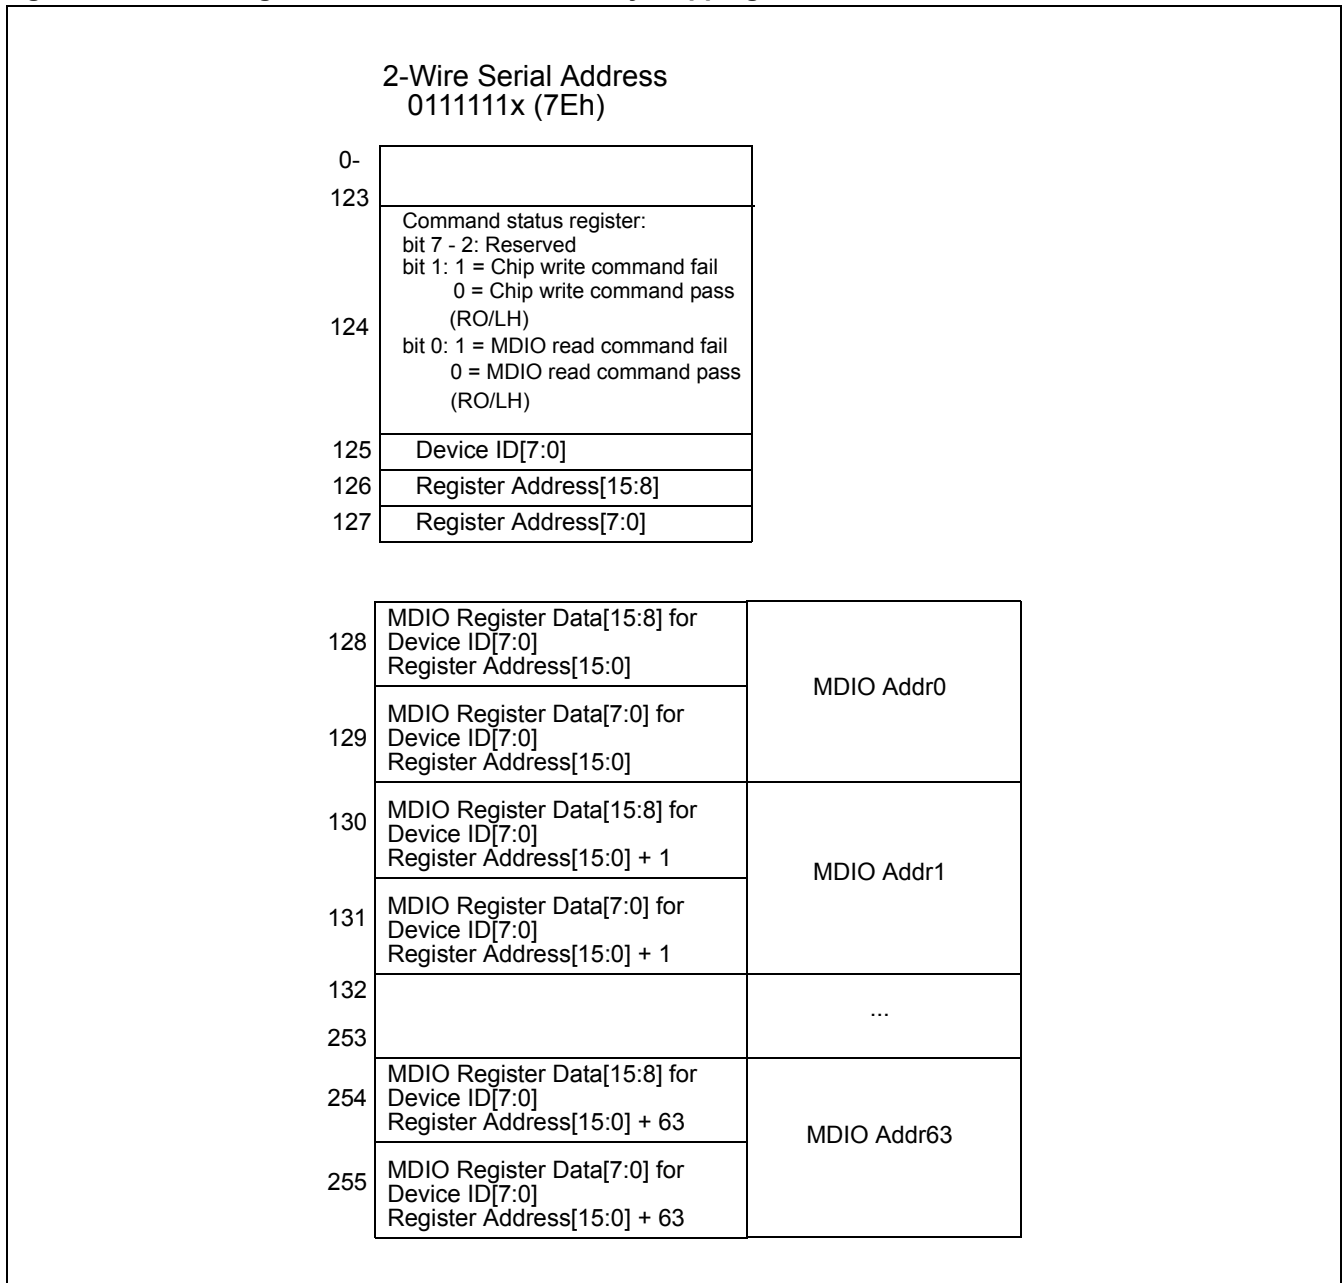 2-Wire Serial Address
0111111x (7Eh)
0-
123
124
Command status register:
bit 7 - 2: Reserved
bit 1: 1 = Chip write command fail
0 = Chip write command pass
(RO/LH)
bit 0: 1 = MDIO read command fail
0 = MDIO read command pass
(RO/LH)
125 Device ID[7:0]
126 Register Address[15:8]
127 Register Address[7:0]
128
MDIO Register Data[15:8] for
Device ID[7:0]
Register Address[15:0]
MDIO Addr0
129
MDIO Register Data[7:0] for
Device ID[7:0]
Register Address[15:0]
130
MDIO Register Data[15:8] for
Device ID[7:0]
Register Address[15:0] + 1
MDIO Addr1
131
MDIO Register Data[7:0] for
Device ID[7:0]
Register Address[15:0] + 1
132
...
253
254
MDIO Register Data[15:8] for
Device ID[7:0]
Register Address[15:0] + 63
MDIO Addr63
255
MDIO Register Data[7:0] for
Device ID[7:0]
Register Address[15:0] + 63